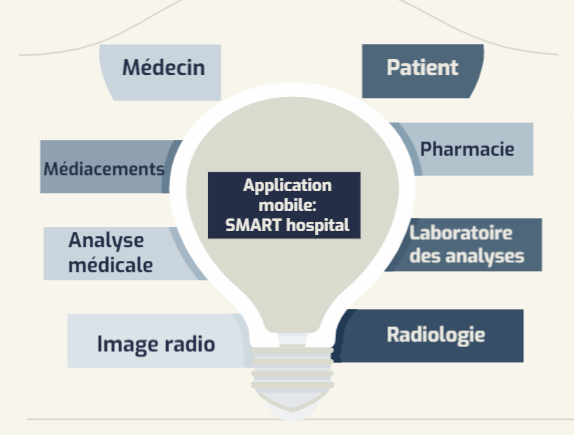 Médecin
Patient
Médiacements
Pharmacie
Application
mobile:
SMART hospital
Analyse
médicale
Laboratoire
des analyses
Image radio
Radiologie